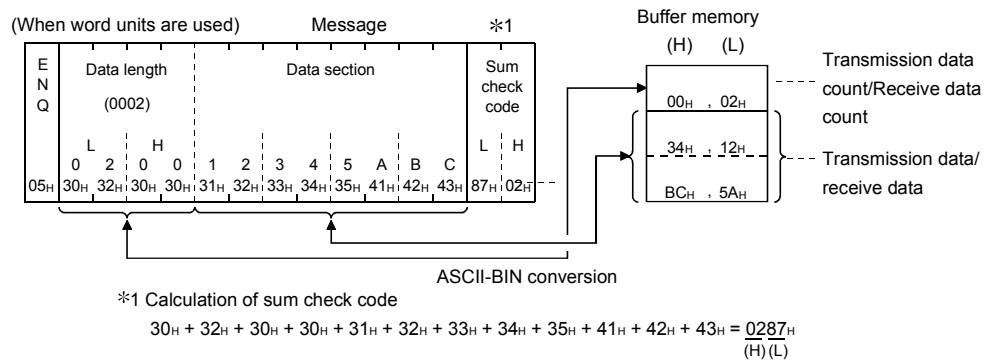 (When word units are used) Message *1
Buffer memory
(H) (L)
E
N
Q
Data length
(0002)
Data section
Sum
check
code
L H
L H
0 2 0 0 1 2 3 4 5 A B C
05H 30H 32H 30H 30H 31H 32H 33H 34H 35H 41H 42H 43H 87H 02H
00H , 02H
34H , 12H
BCH , 5AH
Transmission data
count/Receive data
count
Transmission data/
receive data
ASCII-BIN conversion
*1 Calculation of sum check code
30H + 32H + 30H + 30H + 31H + 32H + 33H + 34H + 35H + 41H + 42H + 43H = 0287H
(H) (L)